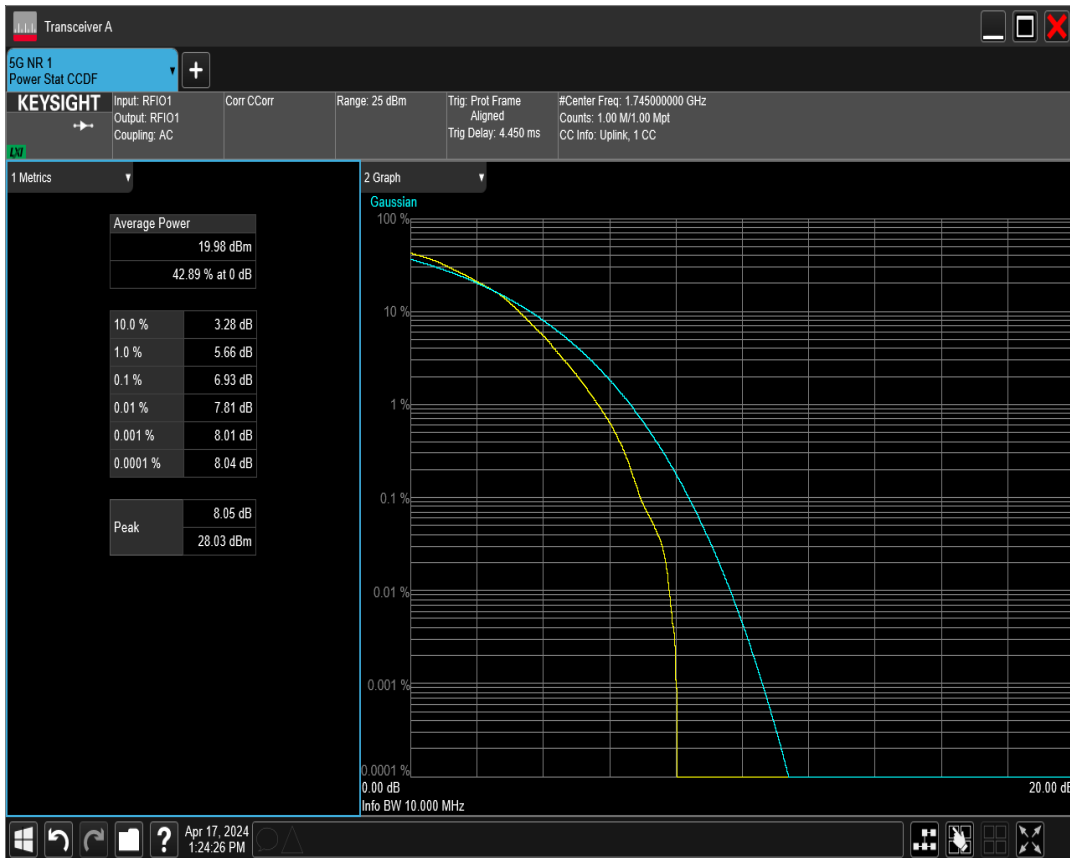 Transceiver A
5G NR 1
Power Stat CCDF
+
KEYSIGHT
LXI
Input: RFIO1
Output: RFIO1
Coupling: AC
Corr CCorr
Range: 25 dBm
Trig: Prot Frame
Aligned
Trig Delay: 4.450 ms
#Center Freq: 1.745000000 GHz
Counts: 1.00 M/1.00 Mpt
CC Info: Uplink, 1 CC
1 Metrics
Average Power
19.98 dBm
42.89 % at 0 dB
10.0 % 3.28 dB
1.0 % 5.66 dB
0.1 % 6.93 dB
0.01 % 7.81 dB
0.001 % 8.01 dB
0.0001 % 8.04 dB
Peak
8.05 dB
28.03 dBm
2 Graph
Gaussian
100 %
10 %
1 %
0.1 %
0.01 %
0.001 %
0.0001 %
0.00 dB 20.00 dB
Info BW 10.000 MHz
?
Apr 17, 2024
1:24:26 PM